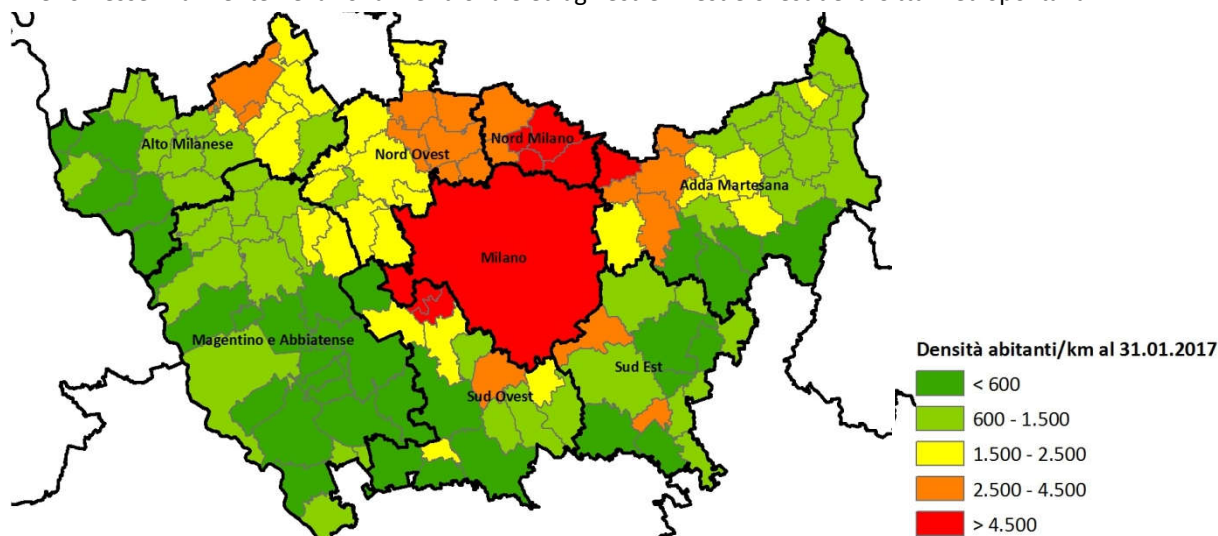 Alto Milanese
Nord Ovest
Nord Milano
Adda Martesana
Milano
Magentino e Abbiatense
Sud Ovest
Sud Est
Densità abitanti/km al 31.01.2017
< 600
600 - 1.500
1.500 - 2.500
2.500 - 4.500
> 4.500